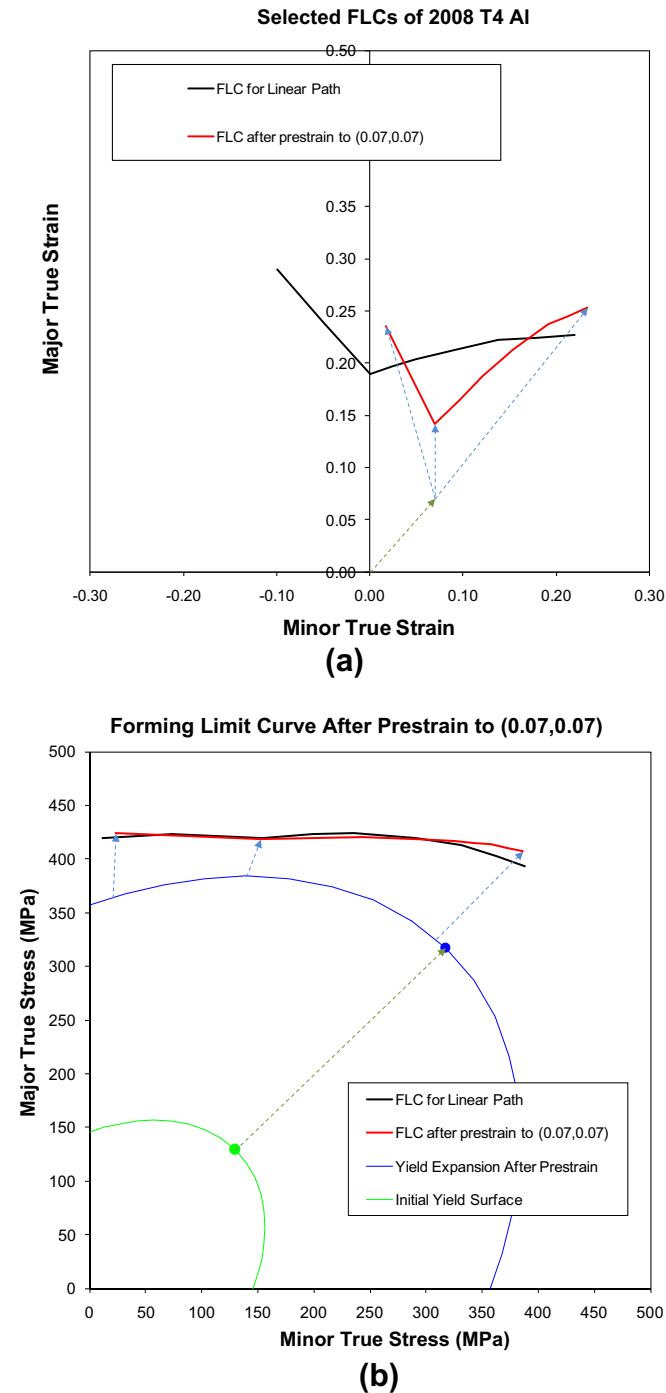 Selected FLCs of 2008 T4 Al
0.50
FLC for Linear Path
FLC after prestrain to (0.07,0.07)
0.35
0.30
0.25
0.20
0.15
0.10
0.05
0.00
Major True Strain
-0.30 -0.20 -0.10 0.00 0.10 0.20 0.30
Minor True Strain
(a)
Forming Limit Curve After Prestrain to (0.07,0.07)
500
450
400
350
300
250
200
150
100
50
0
Major True Stress (MPa)
FLC for Linear Path
FLC after prestrain to (0.07,0.07)
Yield Expansion After Prestrain
Initial Yield Surface
0 50 100 150 200 250 300 350 400 450 500
Minor True Stress (MPa)
(b)